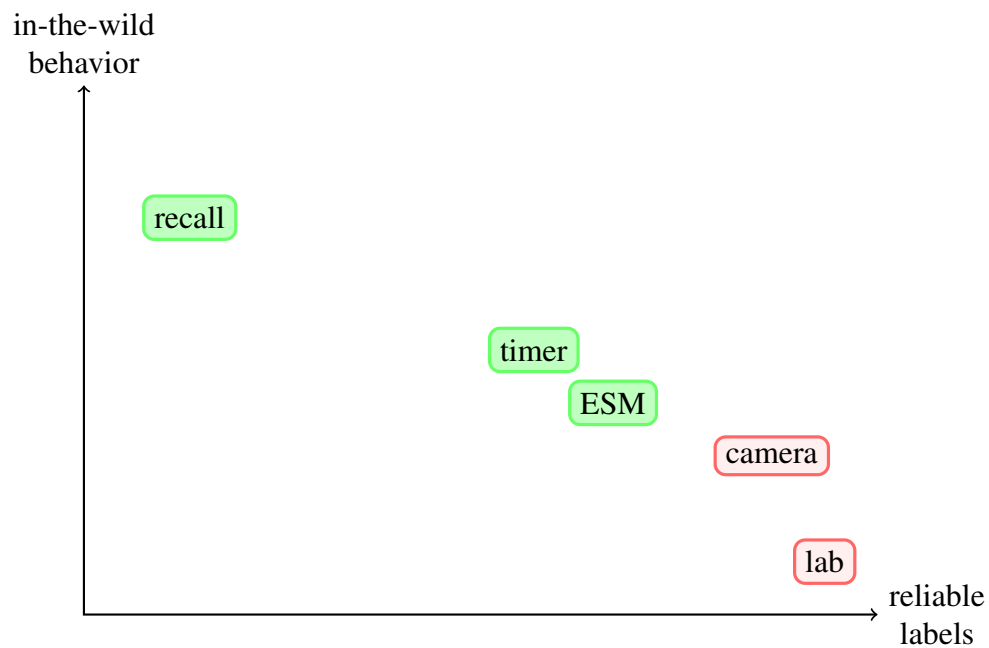 in-the-wild
behavior
recall
timer
ESM
camera
lab
reliable
labels